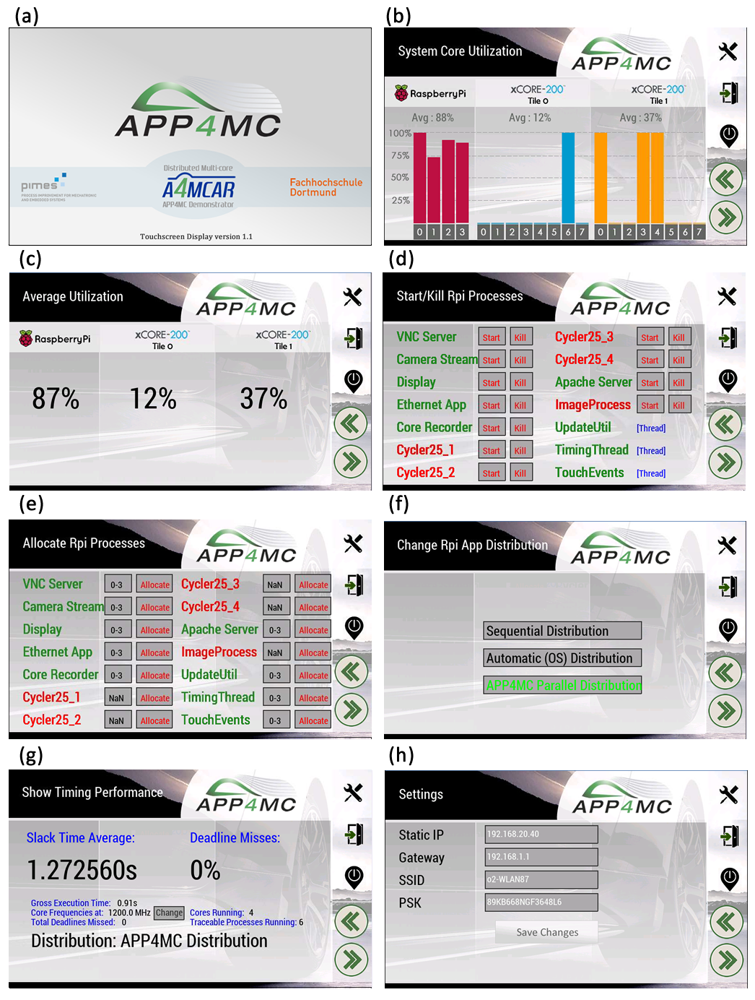 (a)
APP4MC
pimes
PROCESS IMPROVEMENT FOR MECHATRONIC
AND EMBEDDED SYSTEMS
Distributed Multi-core
A4MCAR
APP4MC Demonstrator
Fachhochschule
Dortmund
Touchscreen Display version 1.1
(b)
System Core Utilization
APP4MC
RaspberryPi
xCORE-200™
Tile 0
xCORE-200™
Tile 1
Avg : 88%
Avg : 12%
Avg : 37%
100%
75%
50%
25%
0 1 2 3 0 1 2 3 4 5 6 7 0 1 2 3 4 5 6 7
(c)
Average Utilization
APP4MC
RaspberryPi
xCORE-200™
Tile 0
xCORE-200™
Tile 1
87% 12% 37%
(d)
Start/Kill Rpi Processes
APP4MC
VNC Server Start Kill Cycler25_3 Start Kill
Camera Stream Start Kill Cycler25_4 Start Kill
Display Start Kill Apache Server Start Kill
Ethernet App Start Kill ImageProcess Start Kill
Core Recorder Start Kill UpdateUtil [Thread]
Cycler25_1 Start Kill TimingThread [Thread]
Cycler25_2 Start Kill TouchEvents [Thread]
(e)
Allocate Rpi Processes
APP4MC
VNC Server 0-3 Allocate Cycler25_3 NaN Allocate
Camera Stream 0-3 Allocate Cycler25_4 NaN Allocate
Display 0-3 Allocate Apache Server 0-3 Allocate
Ethernet App 0-3 Allocate ImageProcess NaN Allocate
Core Recorder 0-3 Allocate UpdateUtil 0-3 Allocate
Cycler25_1 NaN Allocate TimingThread 0-3 Allocate
Cycler25_2 NaN Allocate TouchEvents 0-3 Allocate
(f)
Change Rpi App Distribution
APP4MC
Sequential Distribution
Automatic (OS) Distribution
APP4MC Parallel Distribution
(g)
Show Timing Performance
APP4MC
Slack Time Average: Deadline Misses:
1.272560s 0%
Gross Execution Time: 0.91s
Core Frequencies at: 1200.0 MHz Change Cores Running: 4
Total Deadlines Missed: 0 Traceable Processes Running: 6
Distribution: APP4MC Distribution
(h)
Settings
APP4MC
Static IP 192.168.20.40
Gateway 192.168.1.1
SSID o2-WLAN87
PSK 89KB668NGF3648L6
Save Changes